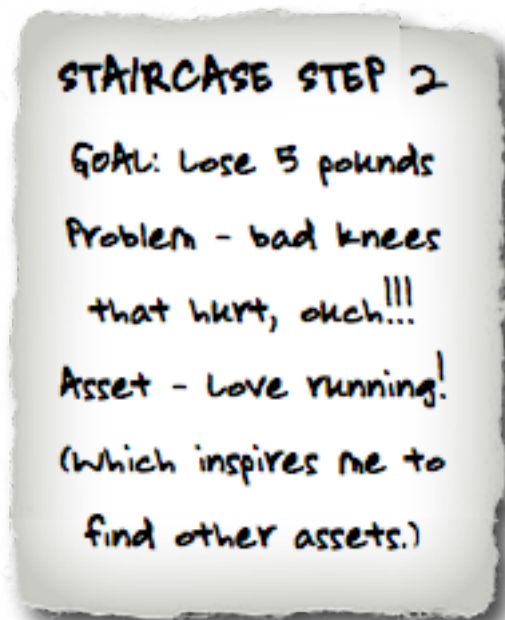 STAIRCASE STEP 2
GOAL: Lose 5 pounds
Problem - bad knees
that hurt, ouch!!!
Asset - Love running!
(Which inspires me to
find other assets.)